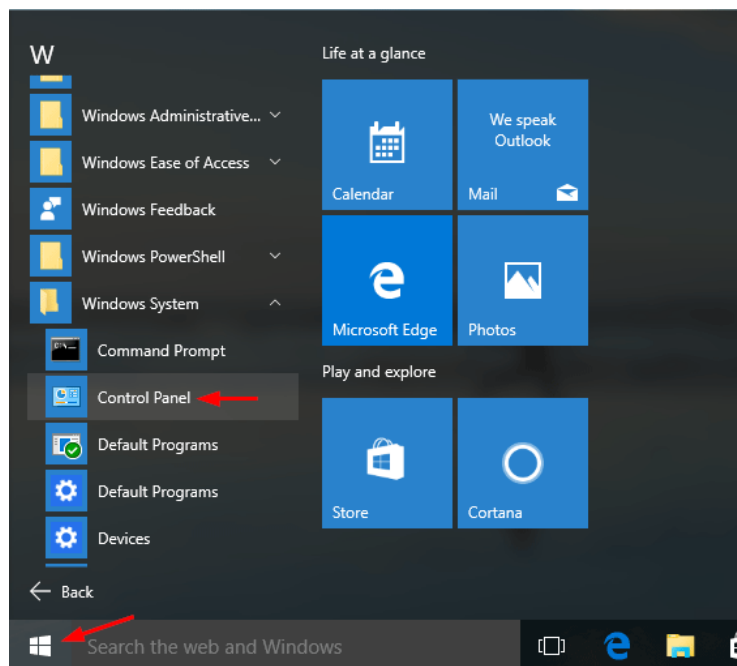 W
Windows Administrative...
Windows Ease of Access
Windows Feedback
Windows PowerShell
Windows System
Command Prompt
Control Panel
Default Programs
Default Programs
Devices
Back
Life at a glance
Calendar
We speak
Outlook
Mail
Microsoft Edge
Photos
Play and explore
Store
Cortana
Search the web and Windows